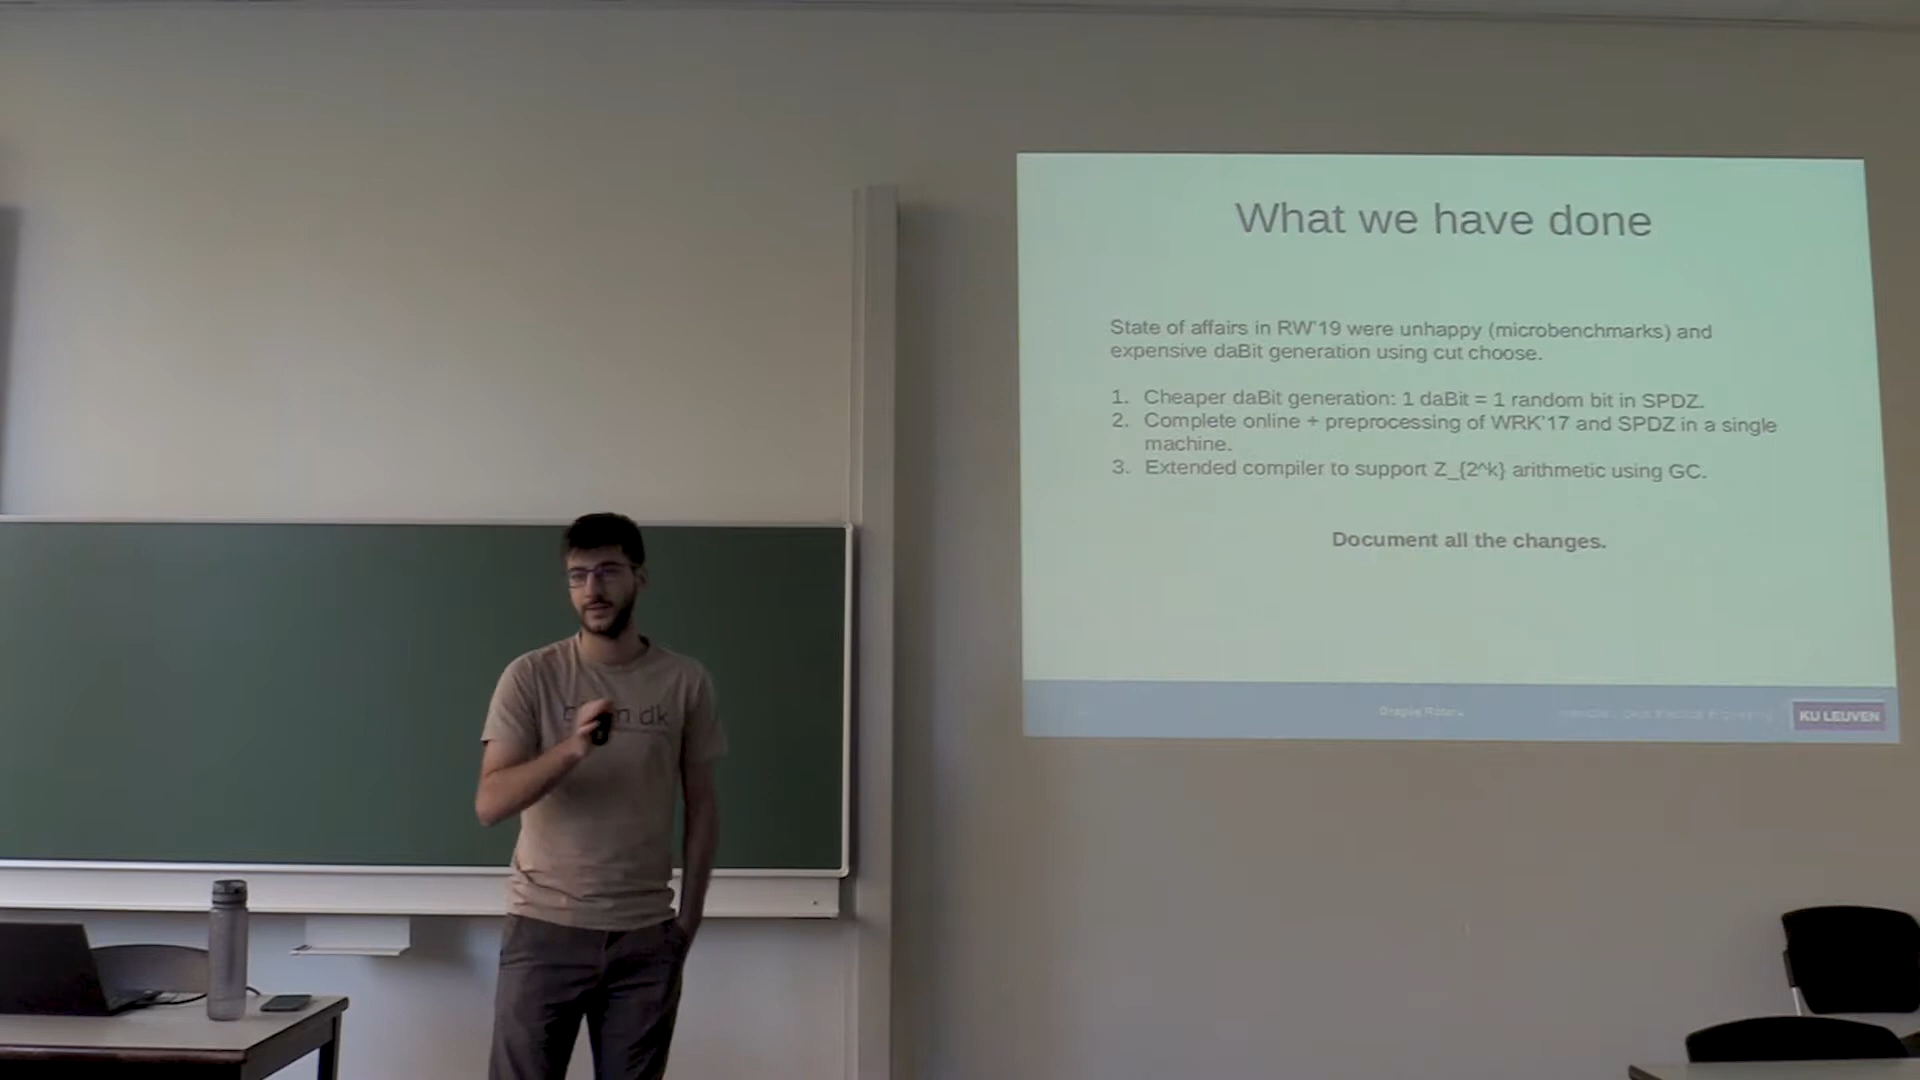 What we have done
State of affairs in RW'19 were unhappy (microbenchmarks) and
expensive daBit generation using cut choose.
1. Cheaper daBit generation: 1 daBit = 1 random bit in SPDZ.
2. Complete online + preprocessing of WRK'17 and SPDZ in a single
machine.
3. Extended compiler to support Z_{2^k} arithmetic using GC.
Document all the changes.
KU LEUVEN
dk